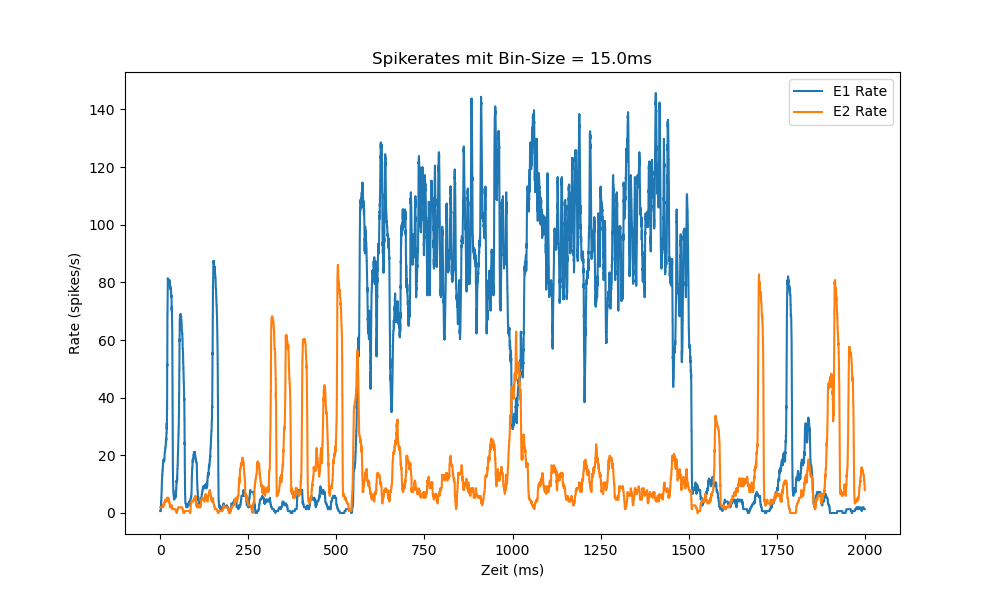 Spikerates mit Bin-Size = 15.0ms
E1 Rate
E2 Rate
Rate (spikes/s)
140
120
100
80
60
40
20
0
0 250 500 750 1000 1250 1500 1750 2000
Zeit (ms)